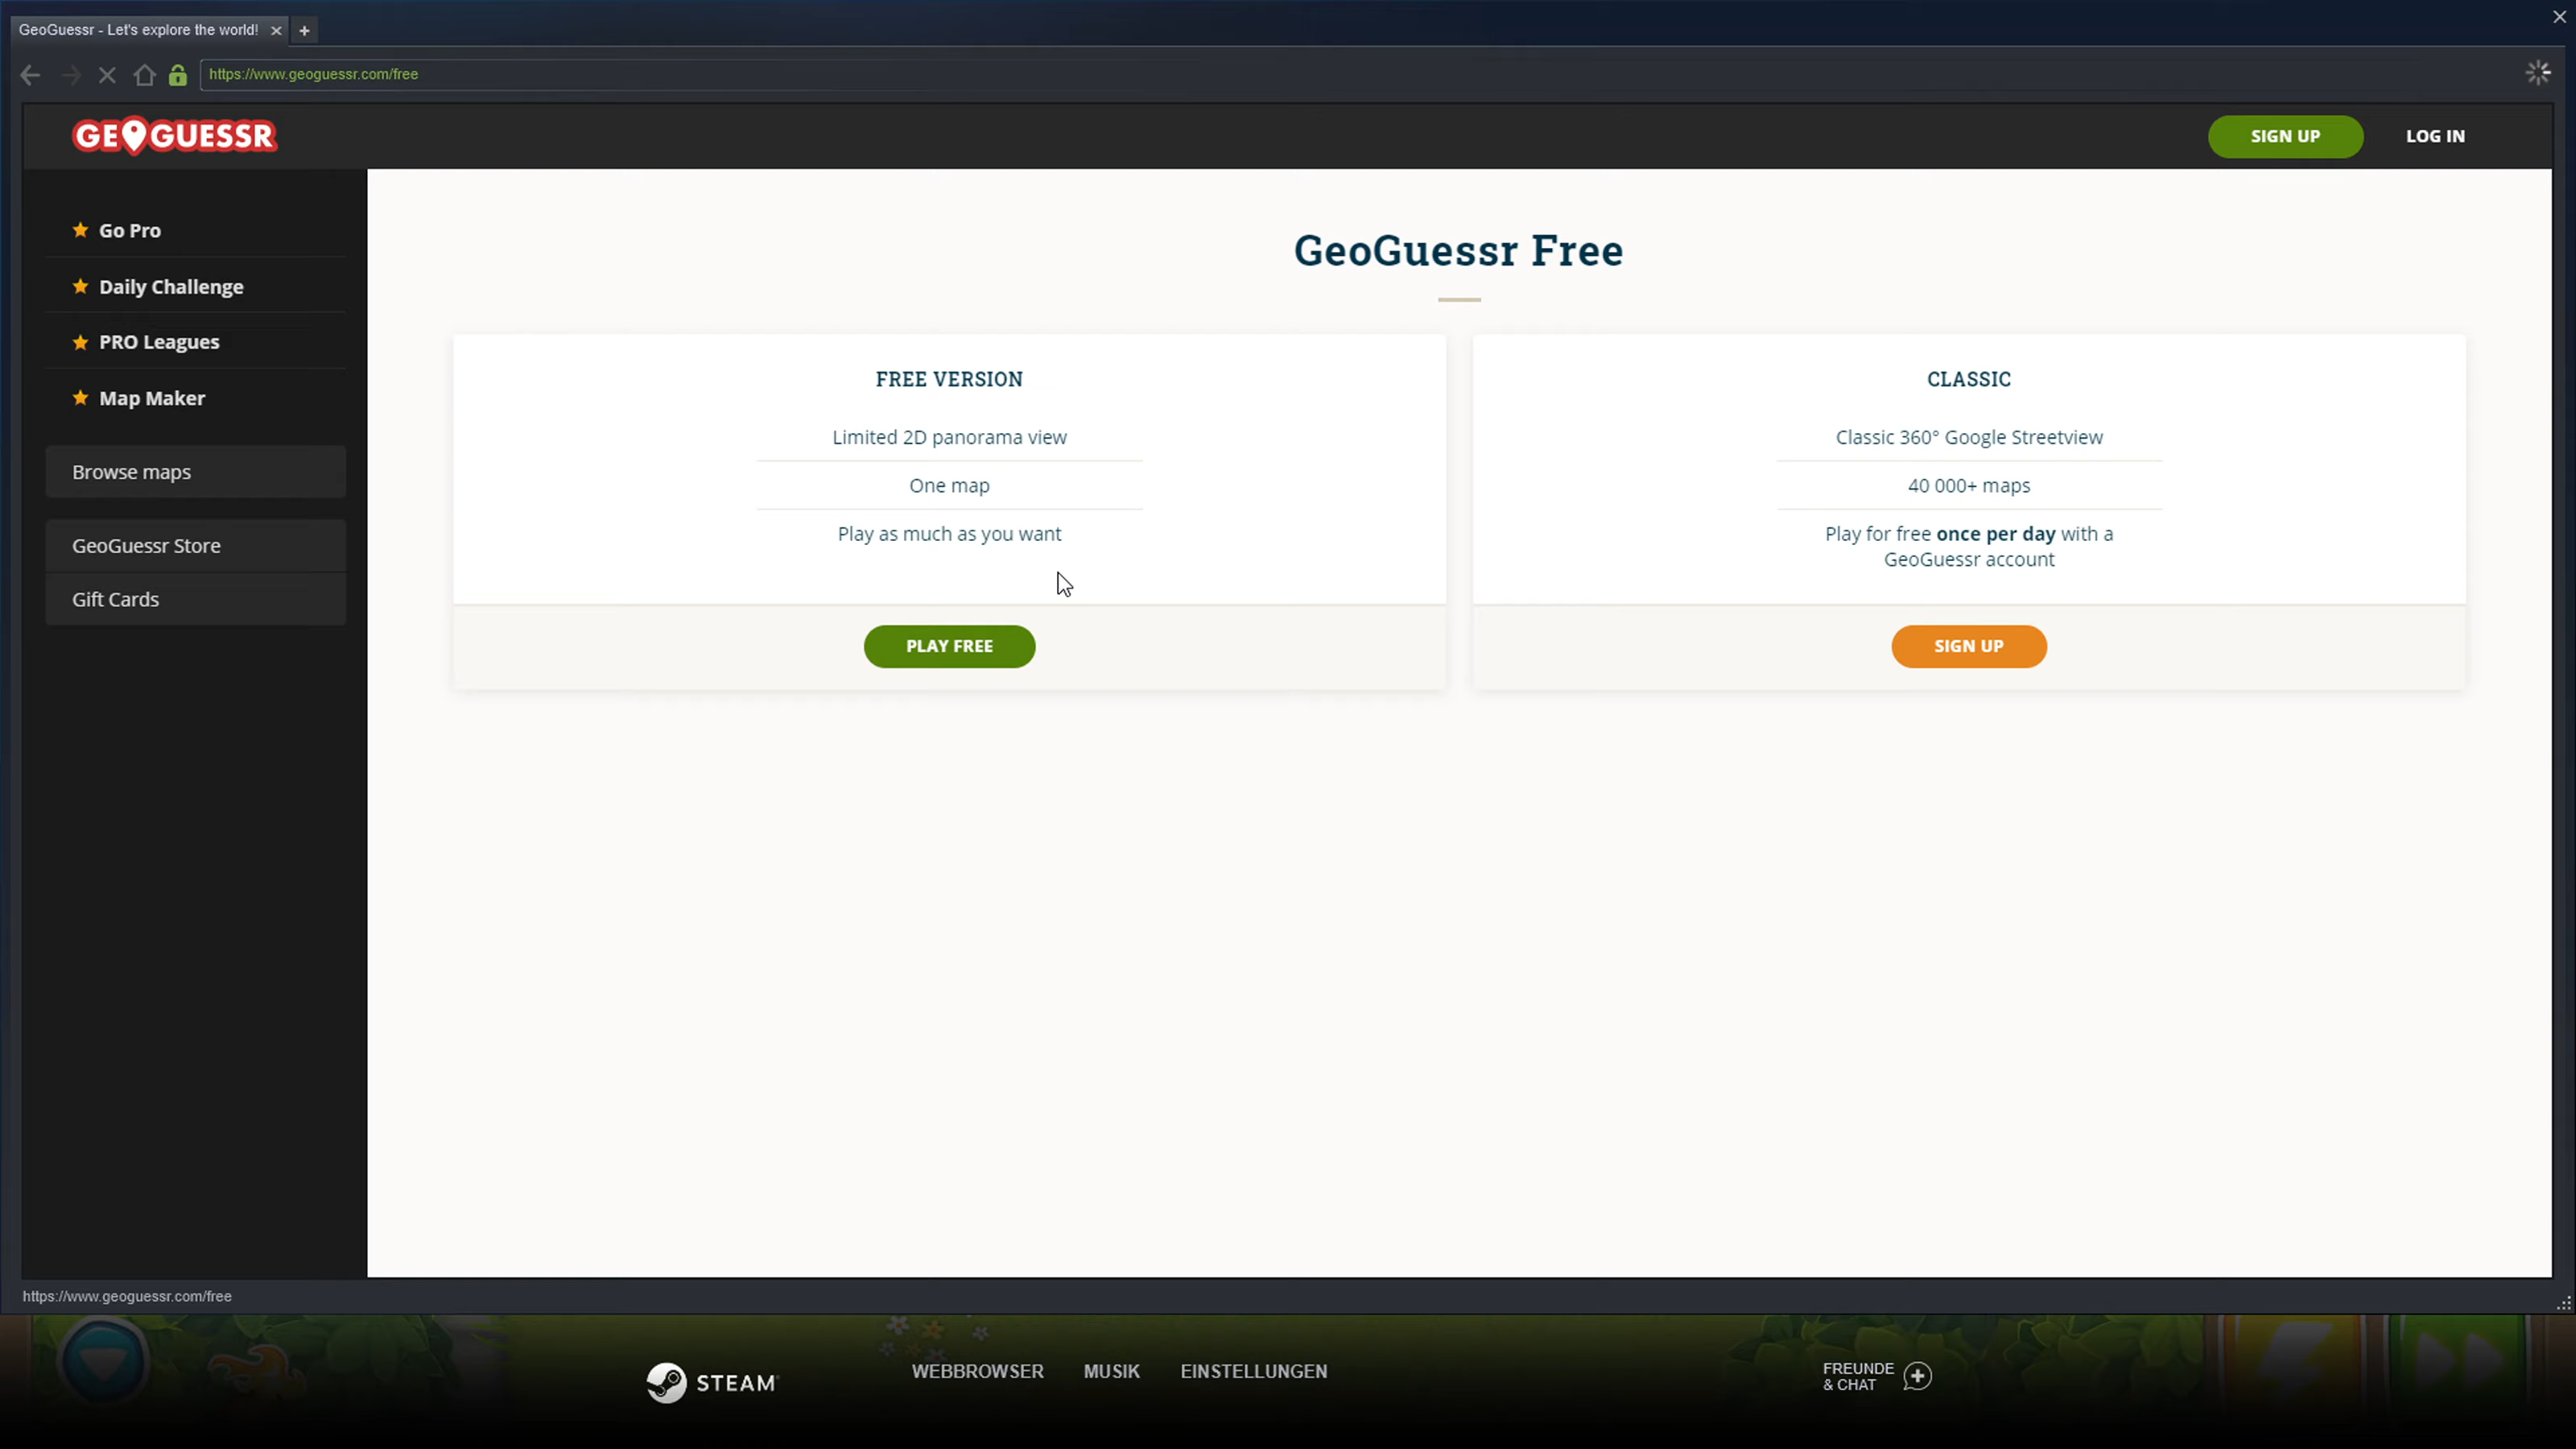 GeoGuessr - Let's explore the world!
https://www.geoguessr.com/free
GEOGUESSR
SIGN UP
LOG IN
Go Pro
Daily Challenge
PRO Leagues
Map Maker
Browse maps
GeoGuessr Store
Gift Cards
GeoGuessr Free
FREE VERSION
Limited 2D panorama view
One map
Play as much as you want
PLAY FREE
CLASSIC
Classic 360° Google Streetview
40 000+ maps
Play for free once per day with a
GeoGuessr account
SIGN UP
https://www.geoguessr.com/free
STEAM
WEBBROWSER
MUSIK
EINSTELLUNGEN
FREUNDE
& CHAT